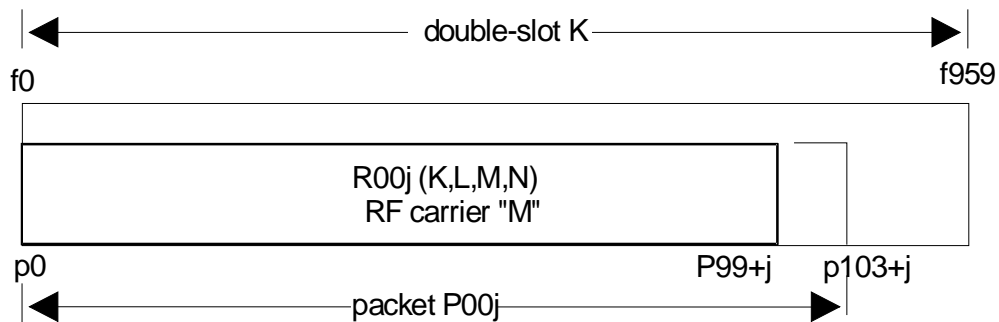 double-slot K
f0 f959
R00j (K,L,M,N)
RF carrier "M"
p0 P99+j p103+j
packet P00j